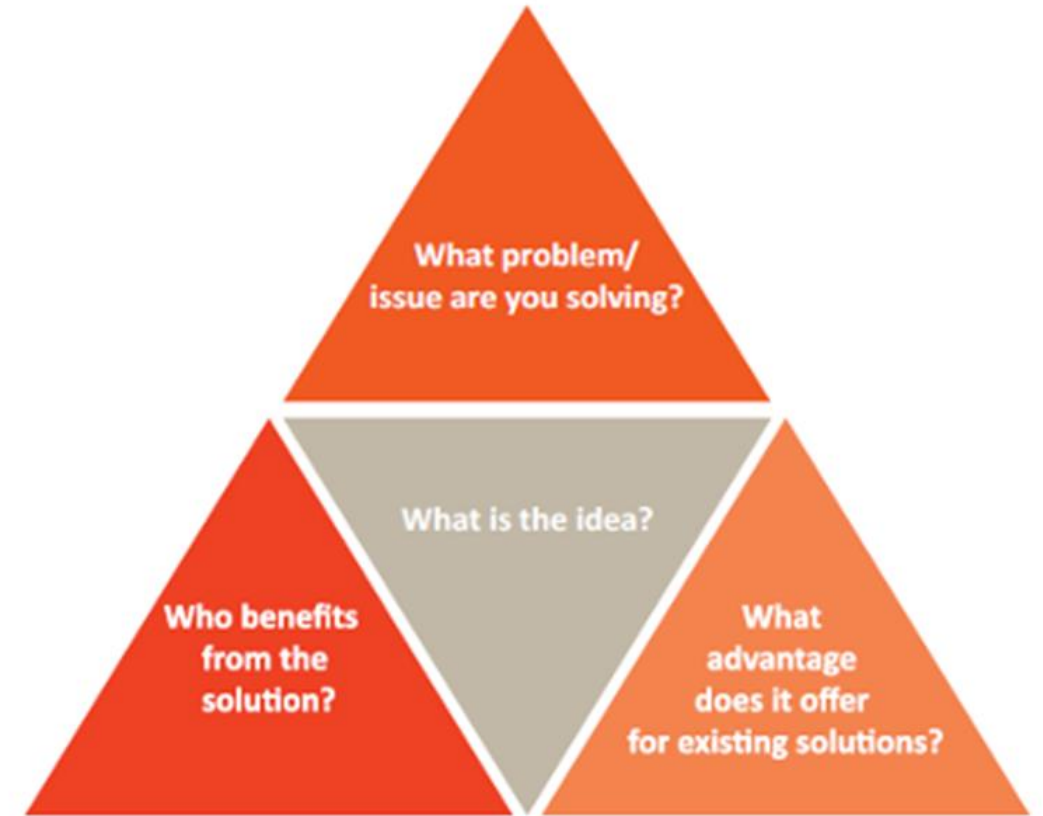 What problem/
issue are you solving?
What is the idea?
Who benefits
from the
solution?
What
advantage
does it offer
for existing solutions?